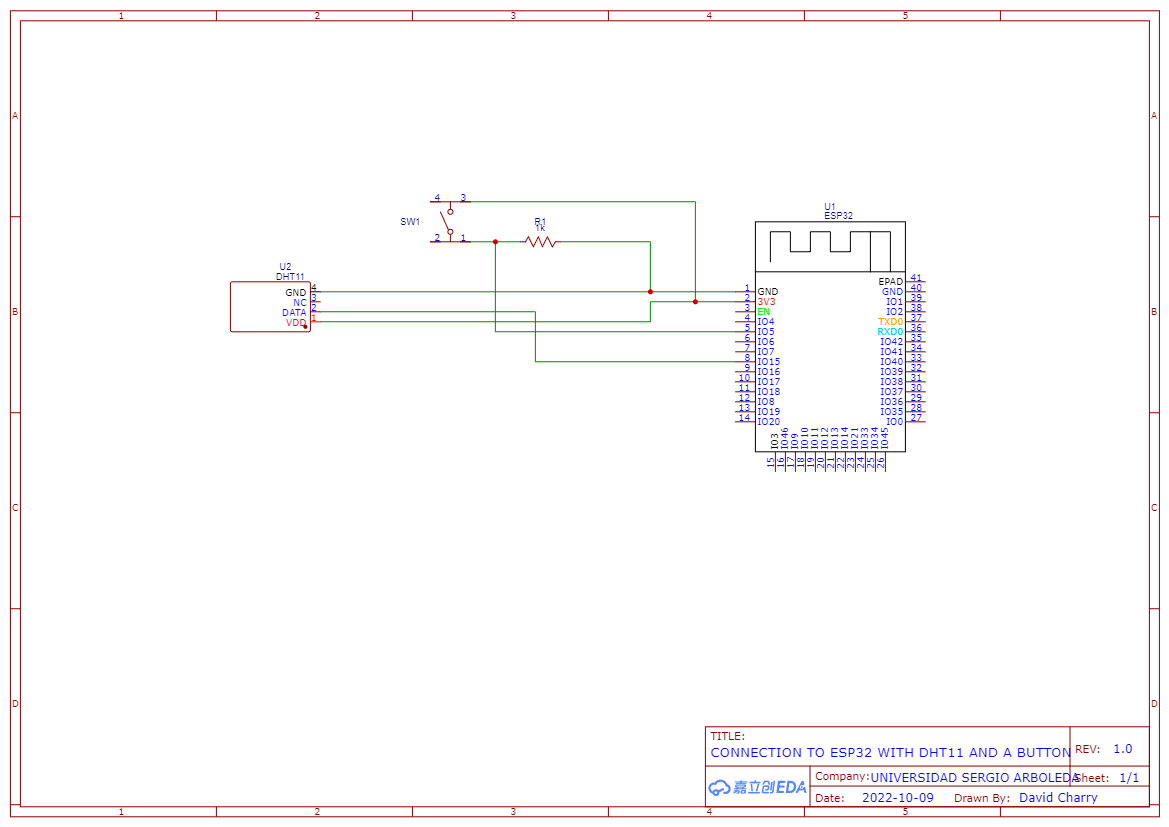 1 2 3 4 5
A A
B B
C C
D D
4 3
SW1
2 1
R1
1k
U2
DHT11
GND 4
NC 3
DATA 2
VDD 1
U1
ESP32
EPAD 41
1 GND GND 40
2 3V3 IO1 39
3 EN IO2 38
4 IO4 TXD0 37
5 IO5 RXD0 36
6 IO6 IO42 35
7 IO7 IO41 34
8 IO15 IO40 33
9 IO16 IO39 32
10 IO17 IO38 31
11 IO18 IO37 30
12 IO8 IO36 29
13 IO19 IO35 28
14 IO20 IO0 27
IO3 IO46 IO9 IO10 IO11 IO12 IO13 IO14 IO21 IO33 IO34 IO45
15 16 17 18 19 20 21 22 23 24 25 26
TITLE:
CONNECTION TO ESP32 WITH DHT11 AND A BUTTON
REV: 1.0
嘉立创EDA
Company: UNIVERSIDAD SERGIO ARBOLEDA
Sheet: 1/1
Date: 2022-10-09 Drawn By: David Charry
1 2 3 4 5